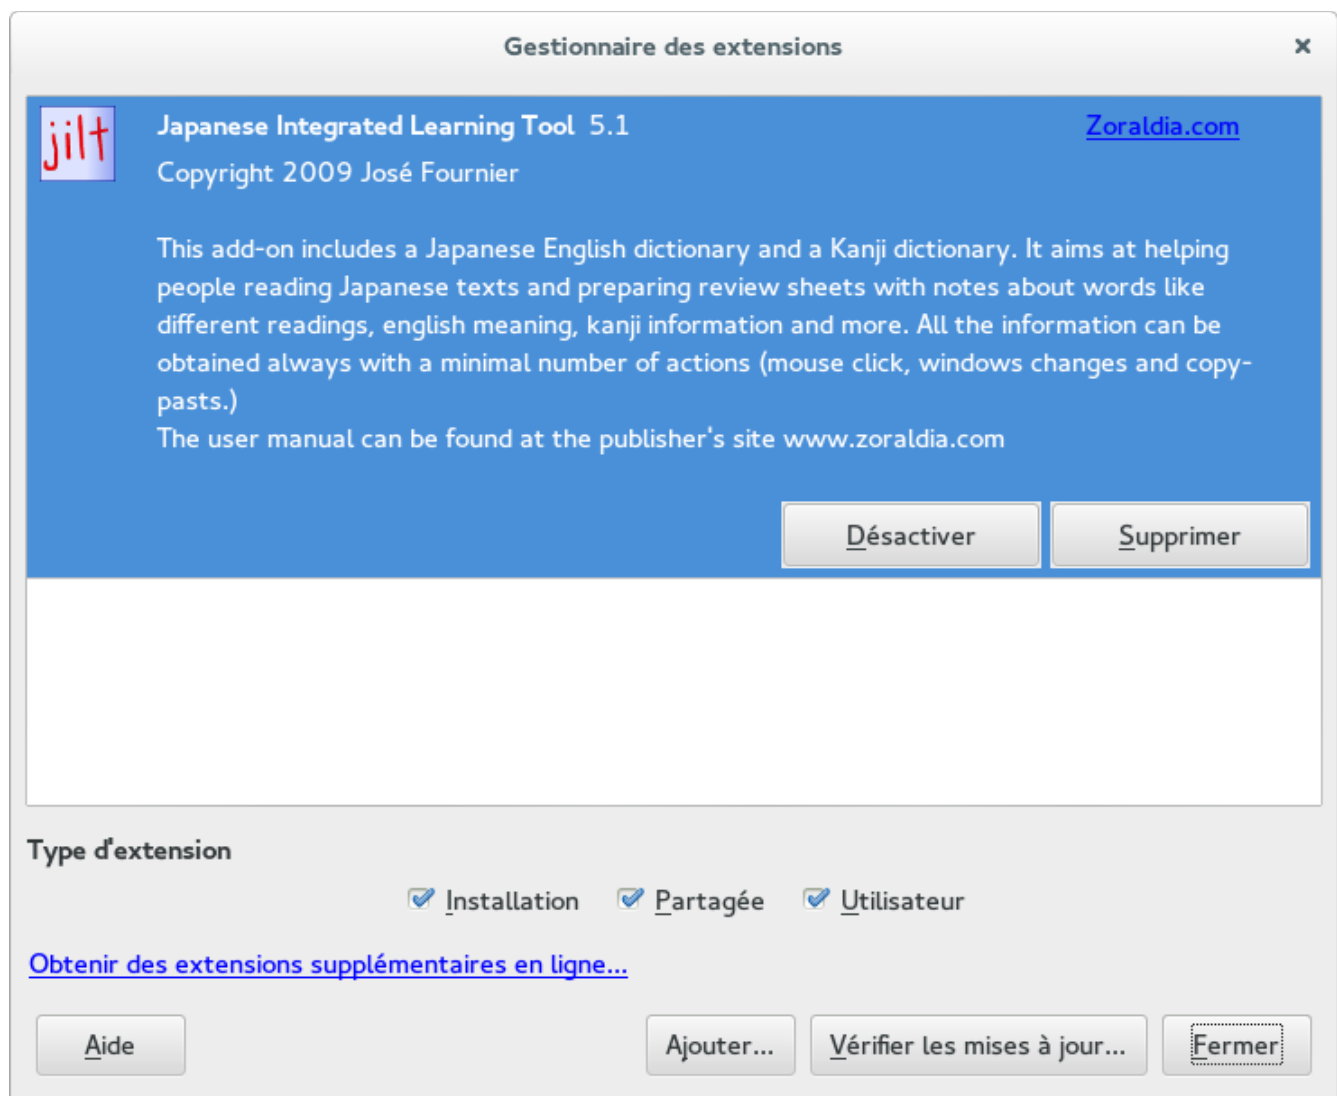 Gestionnaire des extensions
jilt
Japanese Integrated Learning Tool 5.1
Zoraldia.com
Copyright 2009 José Fournier
This add-on includes a Japanese English dictionary and a Kanji dictionary. It aims at helping
people reading Japanese texts and preparing review sheets with notes about words like
different readings, english meaning, kanji information and more. All the information can be
obtained always with a minimal number of actions (mouse click, windows changes and copy-
pasts.)
The user manual can be found at the publisher's site www.zoraldia.com
Désactiver
Supprimer
Type d'extension
Installation
Partagée
Utilisateur
Obtenir des extensions supplémentaires en ligne...
Aide
Ajouter...
Vérifier les mises à jour...
Fermer